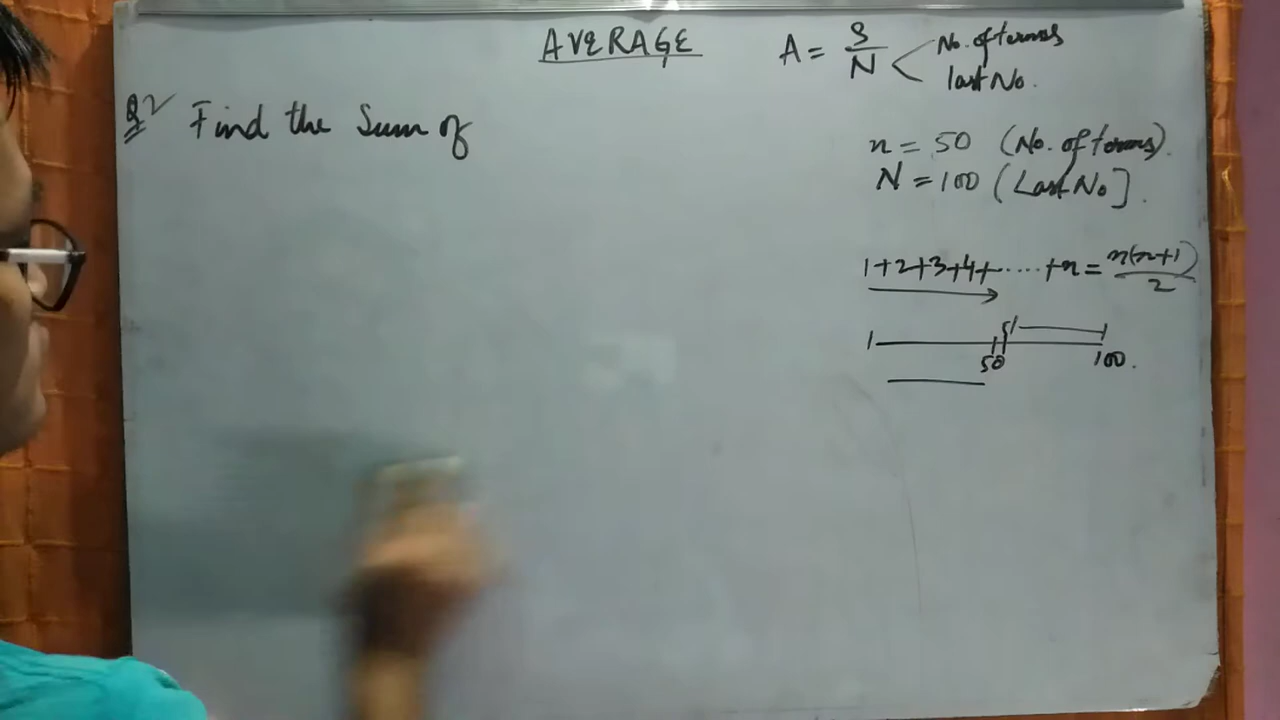 AVERAGE
A = S/N < No. of terms
last No.
Q2 Find the Sum of
n = 50 (No. of terms).
N = 100 (Last No].
1+2+3+4+.....+n = n(n+1)/2
1 50 51 100.